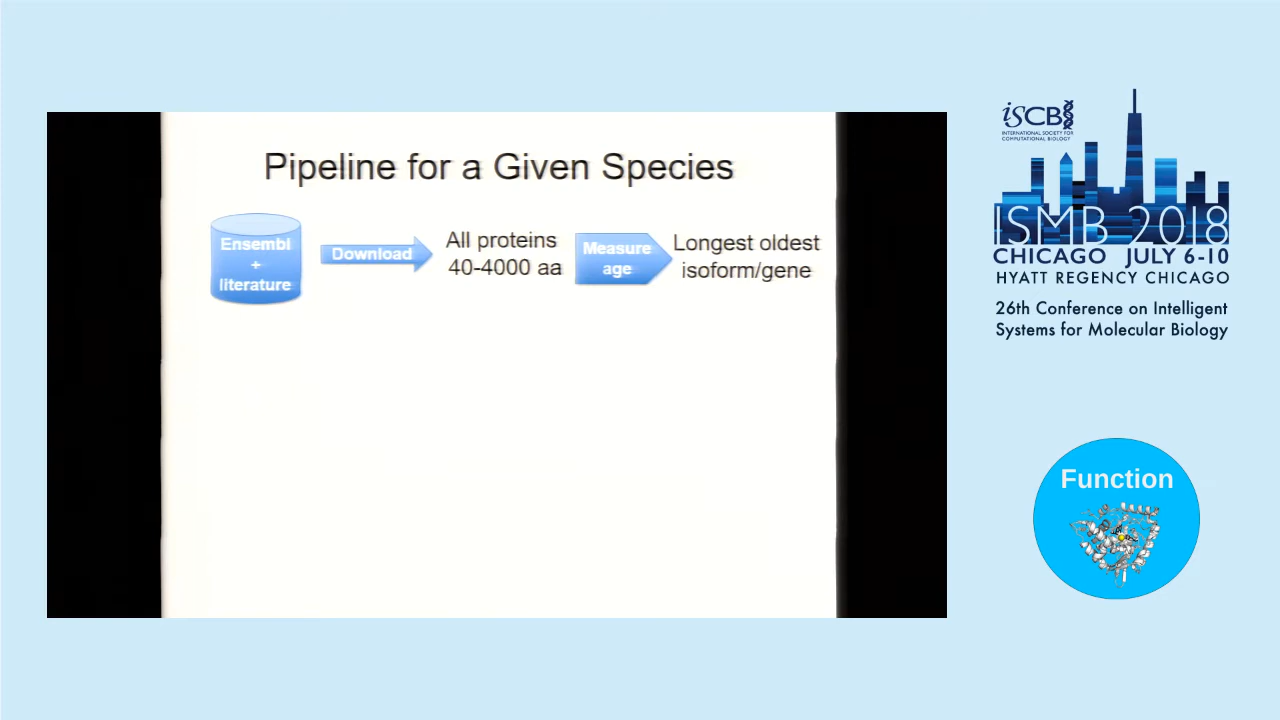 Pipeline for a Given Species
Ensembl
+
literature
Download
All proteins
40-4000 aa
Measure
age
Longest oldest
isoform/gene
iSCB
INTERNATIONAL SOCIETY FOR
COMPUTATIONAL BIOLOGY
ISMB 2018
CHICAGO JULY 6-10
HYATT REGENCY CHICAGO
26th Conference on Intelligent
Systems for Molecular Biology
Function